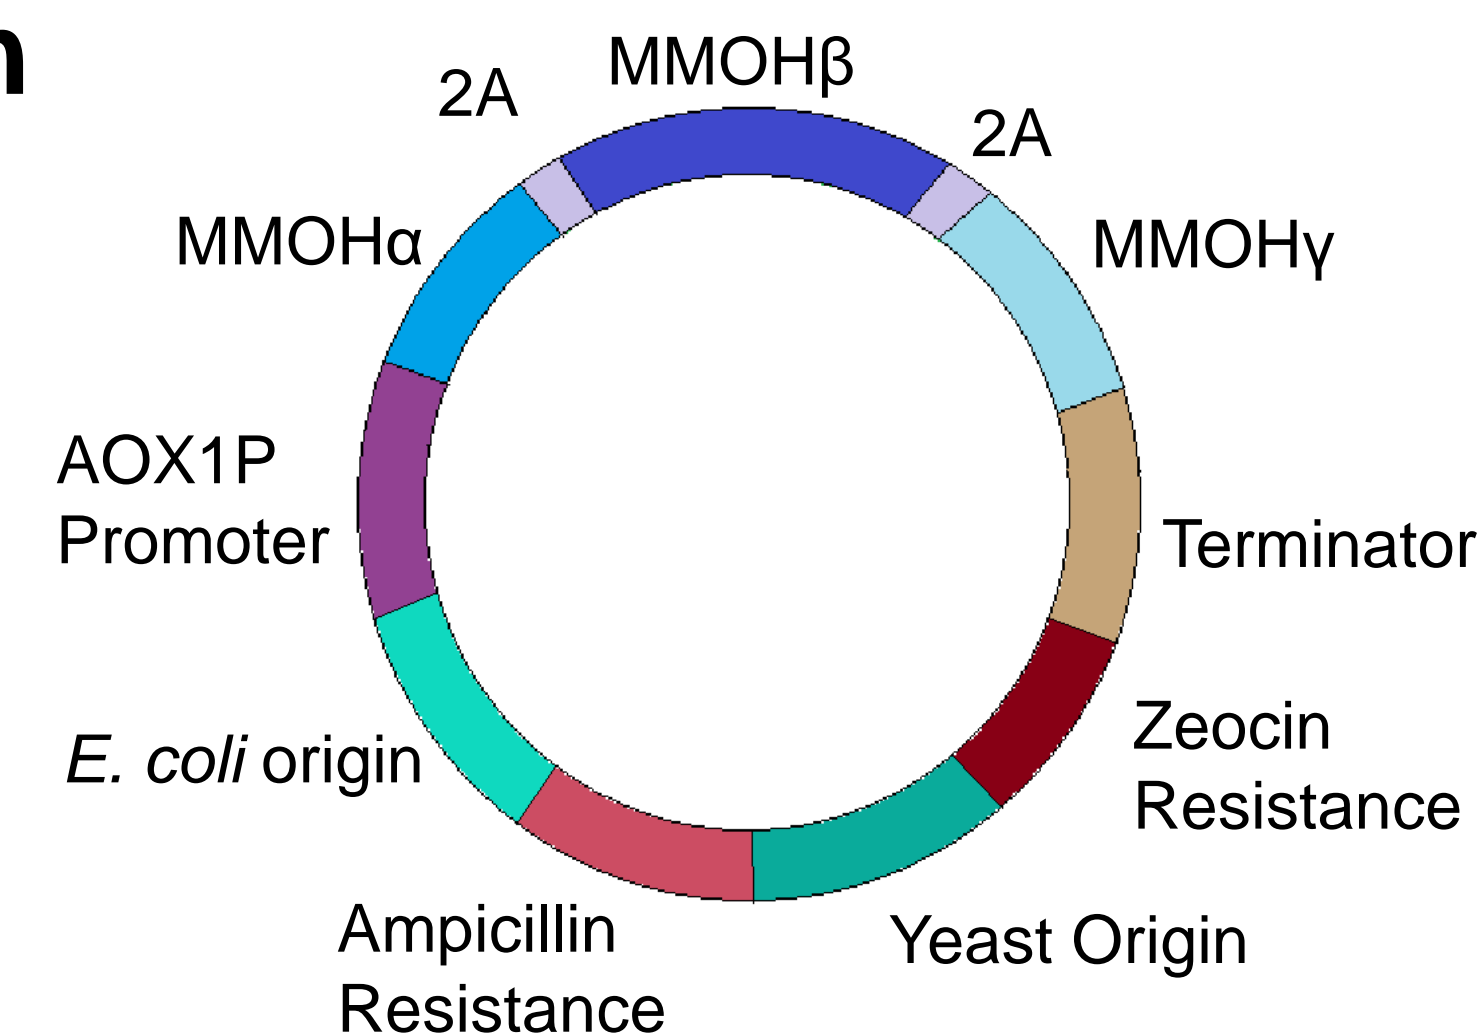 n
MMOHβ
2A
2A
MMOHα
MMOHγ
AOX1P
Promoter
Terminator
E. coli origin
Zeocin
Resistance
Ampicillin
Resistance
Yeast Origin